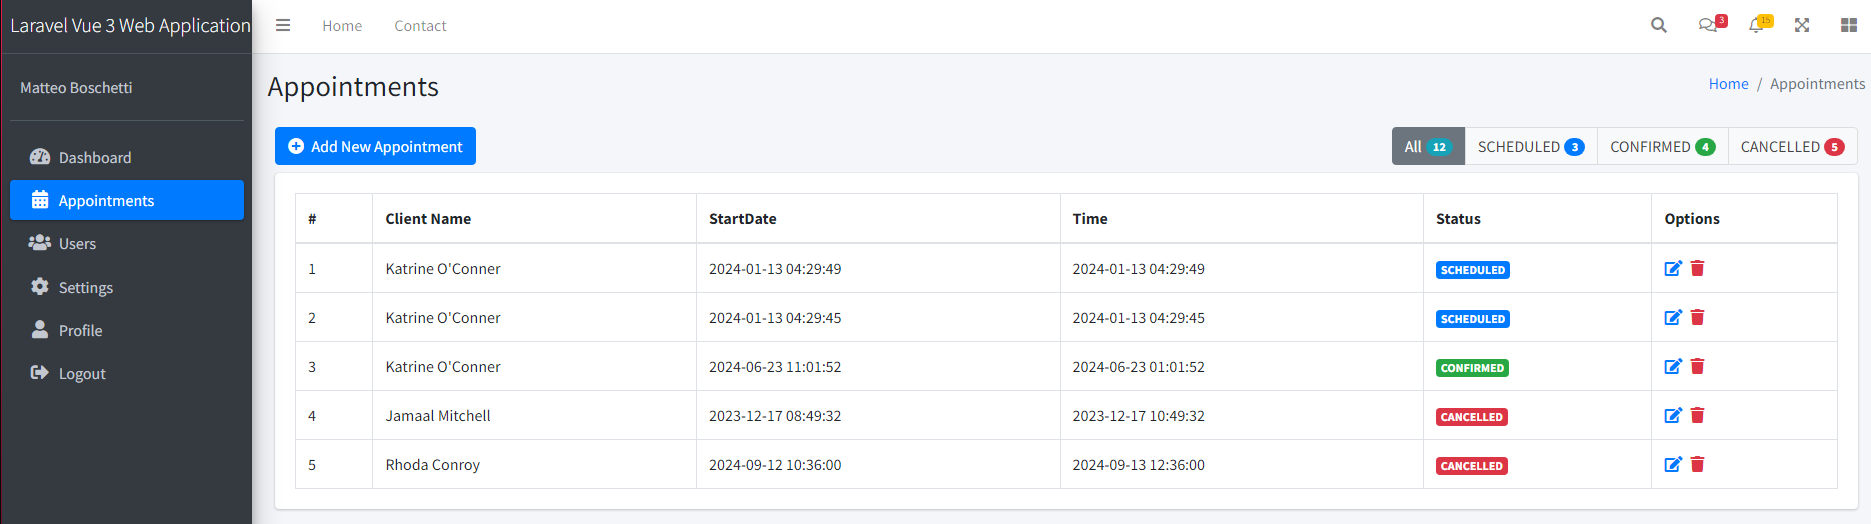 Laravel Vue 3 Web Application
Home Contact
3
15
Matteo Boschetti
Dashboard
Appointments
Users
Settings
Profile
Logout
Appointments
Home / Appointments
Add New Appointment
All 12 SCHEDULED 3 CONFIRMED 4 CANCELLED 5
# Client Name StartDate Time Status Options
1 Katrine O'Conner 2024-01-13 04:29:49 2024-01-13 04:29:49 SCHEDULED
2 Katrine O'Conner 2024-01-13 04:29:45 2024-01-13 04:29:45 SCHEDULED
3 Katrine O'Conner 2024-06-23 11:01:52 2024-06-23 01:01:52 CONFIRMED
4 Jamaal Mitchell 2023-12-17 08:49:32 2023-12-17 10:49:32 CANCELLED
5 Rhoda Conroy 2024-09-12 10:36:00 2024-09-13 12:36:00 CANCELLED